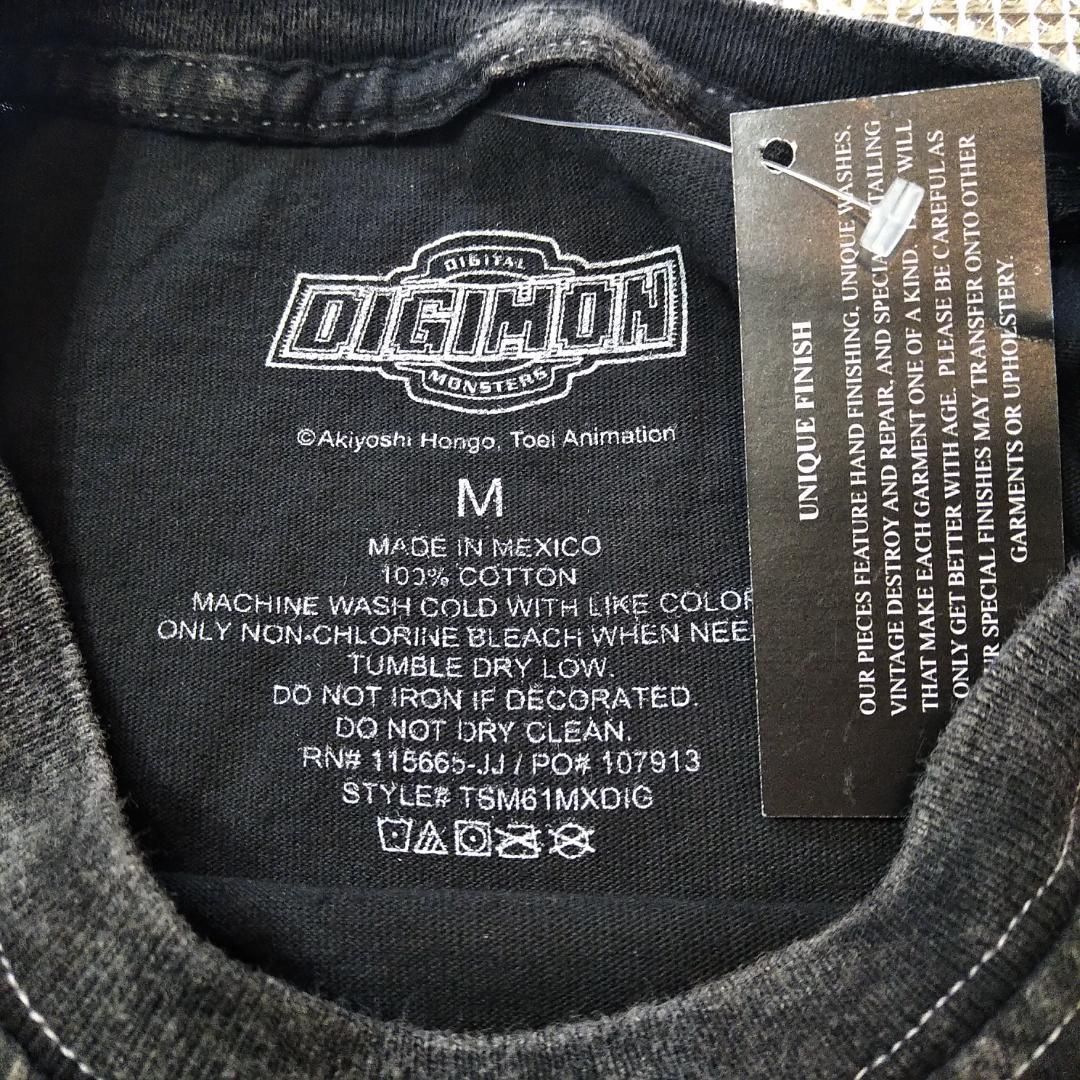 DIGITAL
DIGIMON
MONSTERS
©Akiyoshi Hongo, Toei Animation
M
MADE IN MEXICO
100% COTTON
MACHINE WASH COLD WITH LIKE COLOR
ONLY NON-CHLORINE BLEACH WHEN NEE
TUMBLE DRY LOW.
DO NOT IRON IF DECORATED.
DO NOT DRY CLEAN.
RN# 115665-JJ / PO# 107913
STYLE# TSM61MXDIG
UNIQUE FINISH
OUR PIECES FEATURE HAND FINISHING, UNIQUE WASHES,
VINTAGE DESTROY AND REPAIR, AND SPECIAL TAILING
THAT MAKE EACH GARMENT ONE OF A KIND. WILL
ONLY GET BETTER WITH AGE. PLEASE BE CAREFUL AS
UR SPECIAL FINISHES MAY TRANSFER ONTO OTHER
GARMENTS OR UPHOLSTERY.